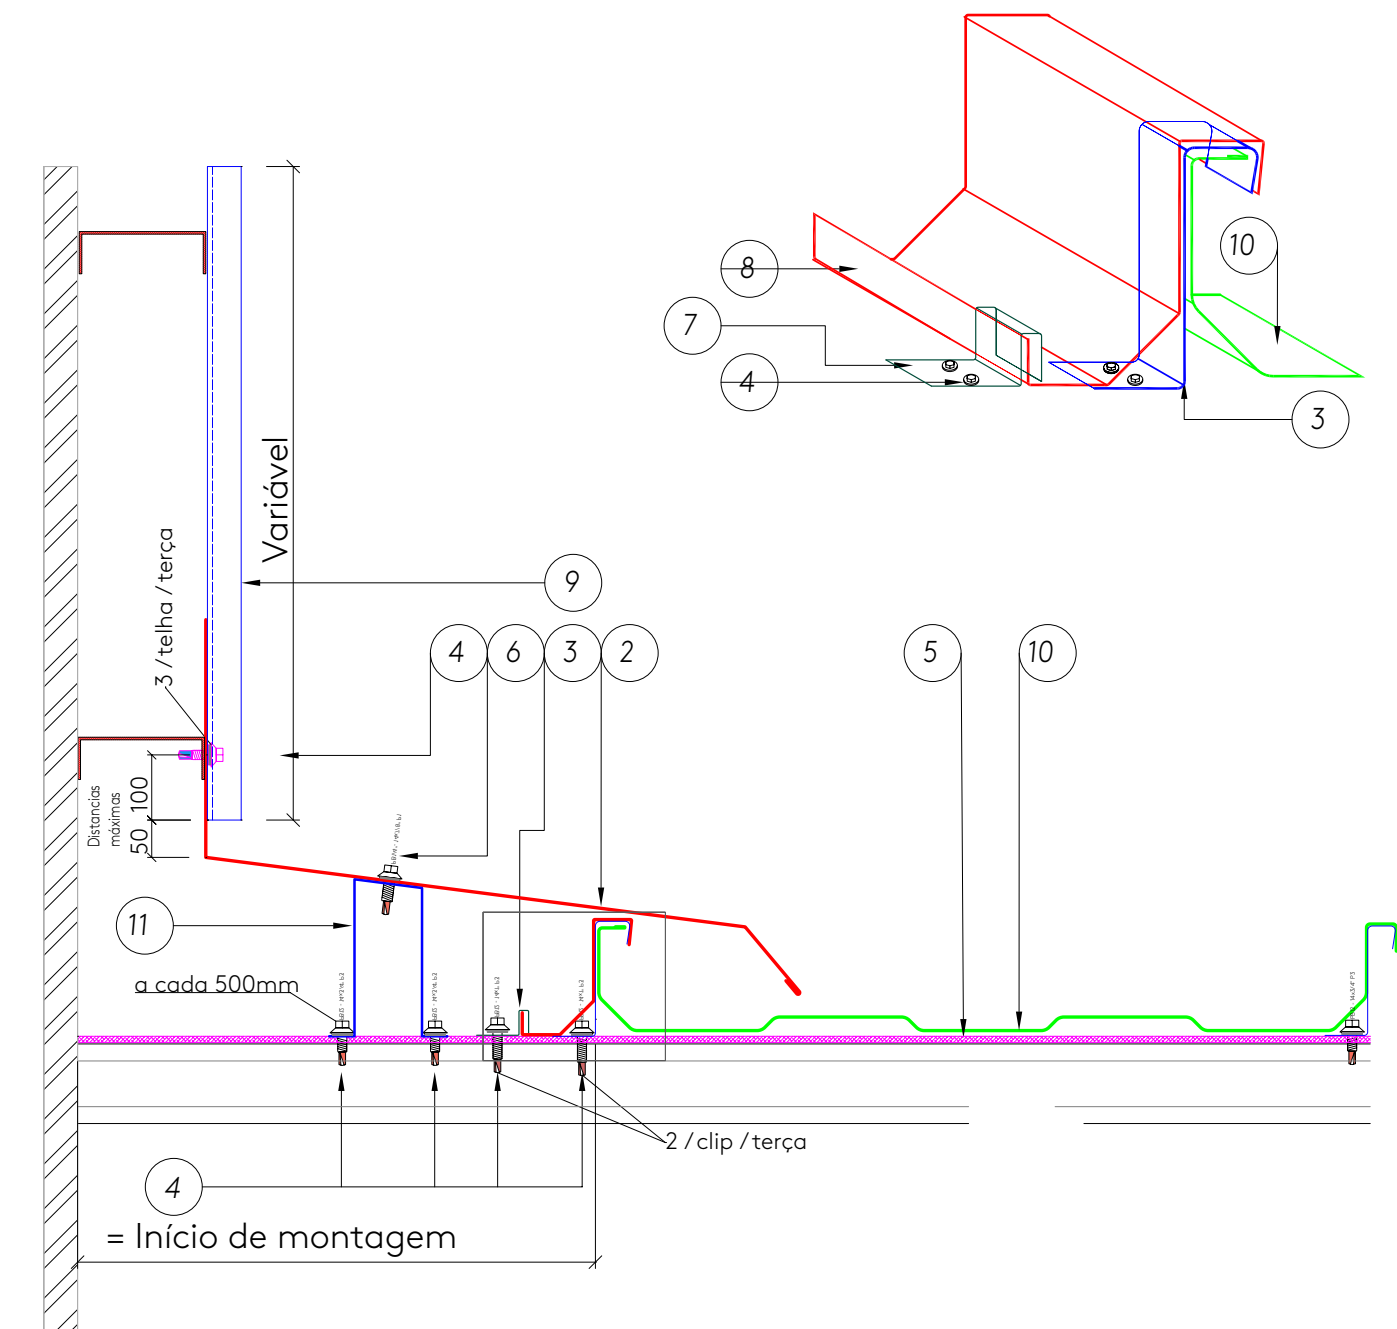 8
10
7
4
3
Variável
3 / telha / terça
9
4
6
3
2
5
10
Distancias
máximas
50
100
11
a cada 500mm
2 / clip / terça
4
= Início de montagem